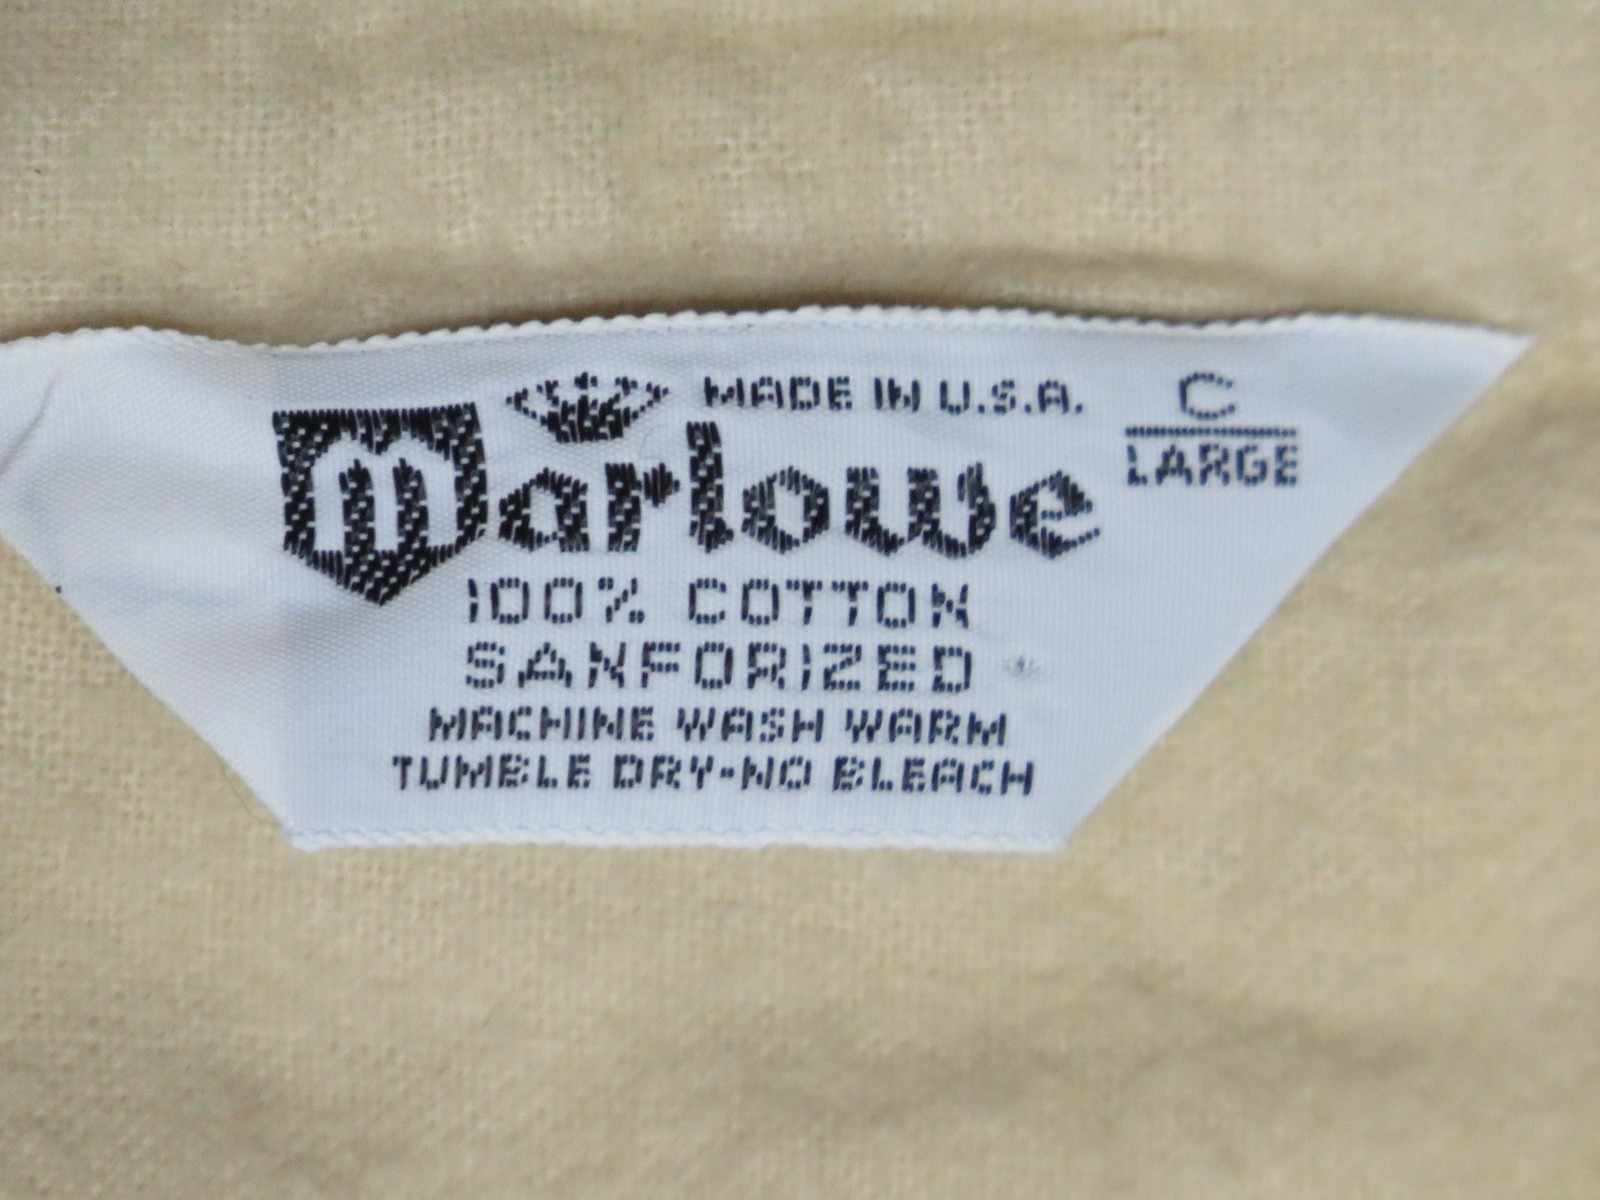 MADE IN U.S.A. C
LARGE
Marlowe
100% COTTON
SANFORIZED
MACHINE WASH WARM
TUMBLE DRY-NO BLEACH